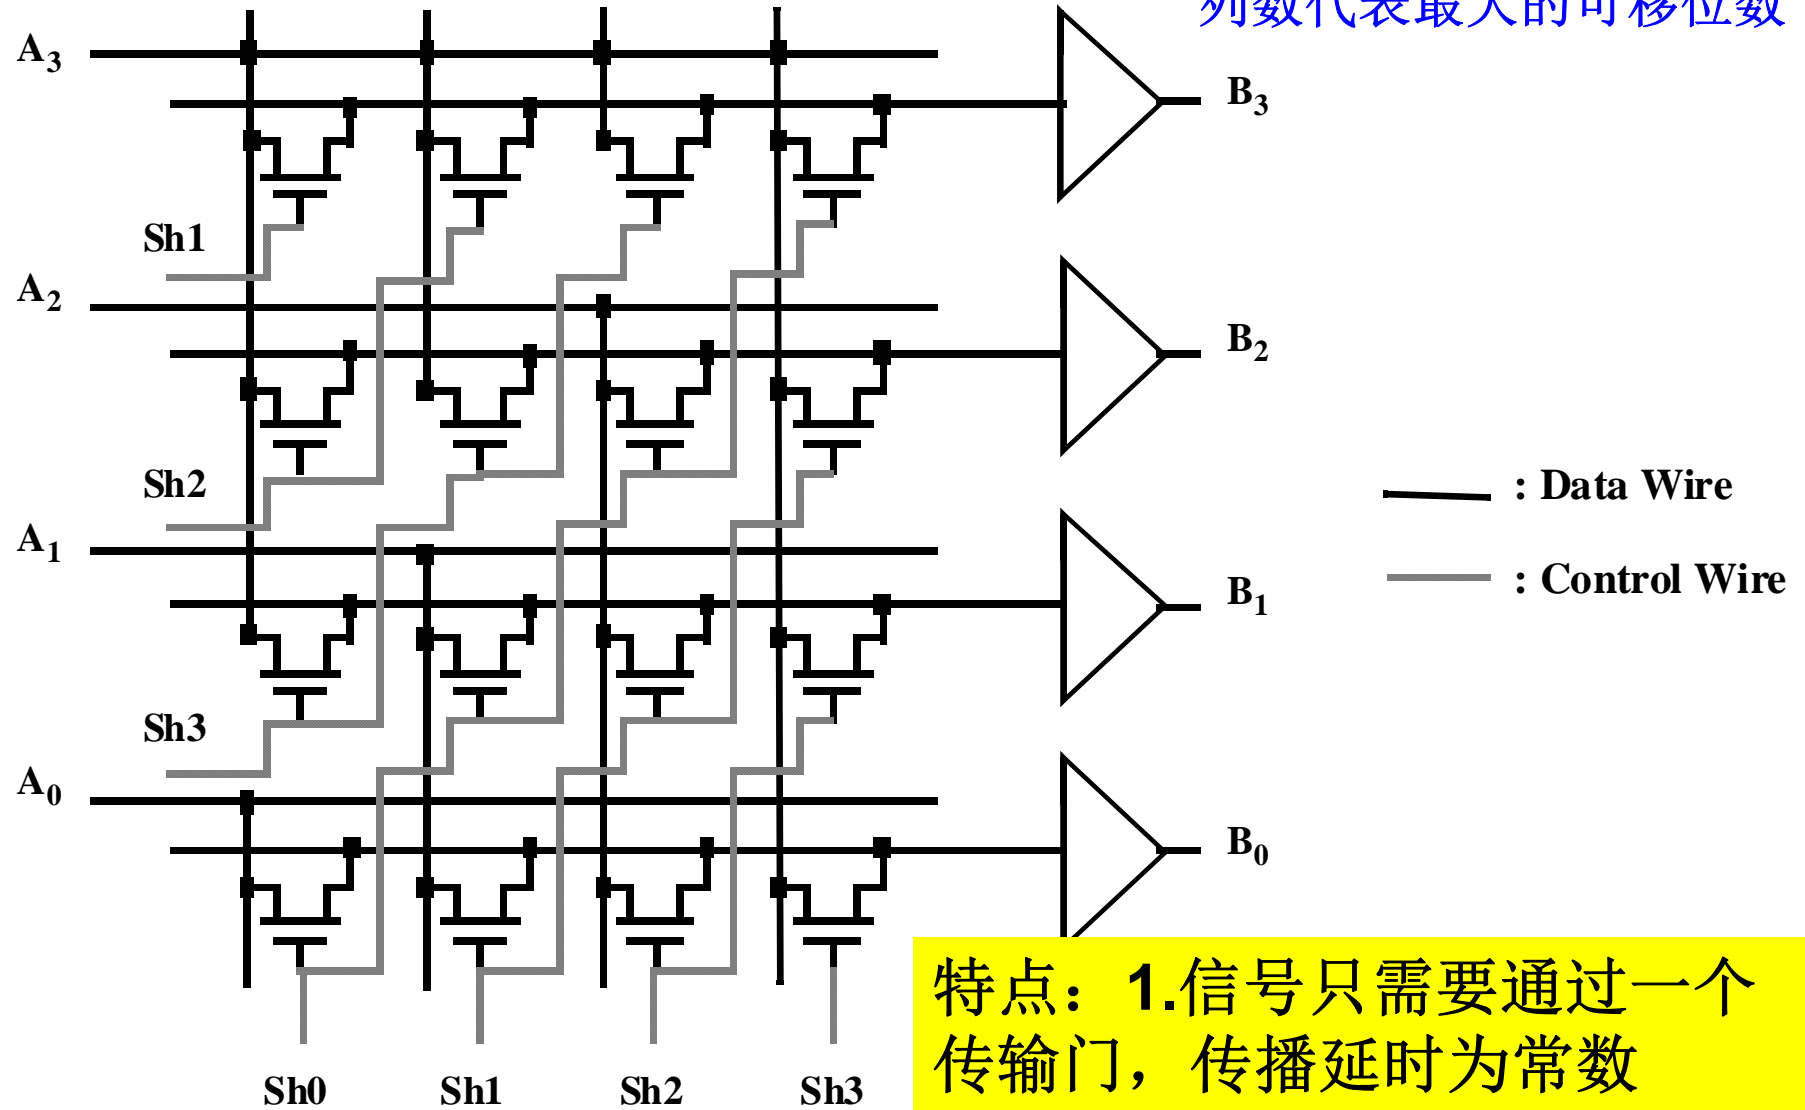 列数代表最大的可移位数
A3
B3
Sh1
A2
B2
Sh2
: Data Wire
A1
: Control Wire
B1
Sh3
A0
B0
特点：1.信号只需要通过一个
传输门，传播延时为常数
Sh0 Sh1 Sh2 Sh3